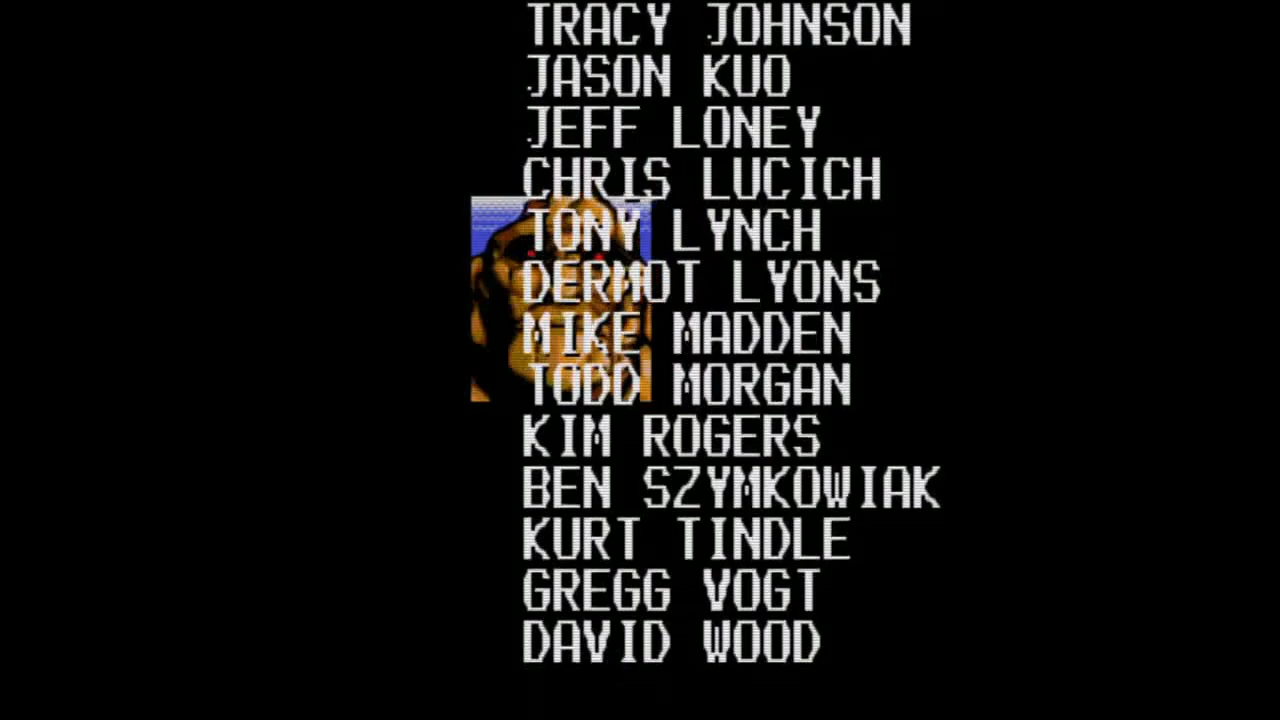 TRACY JOHNSON
JASON KUO
JEFF LONEY
CHRIS LUCICH
TONY LYNCH
DERMOT LYONS
MIKE MADDEN
TODD MORGAN
KIM ROGERS
BEN SZYMKOWIAK
KURT TINDLE
GREGG VOGT
DAVID WOOD